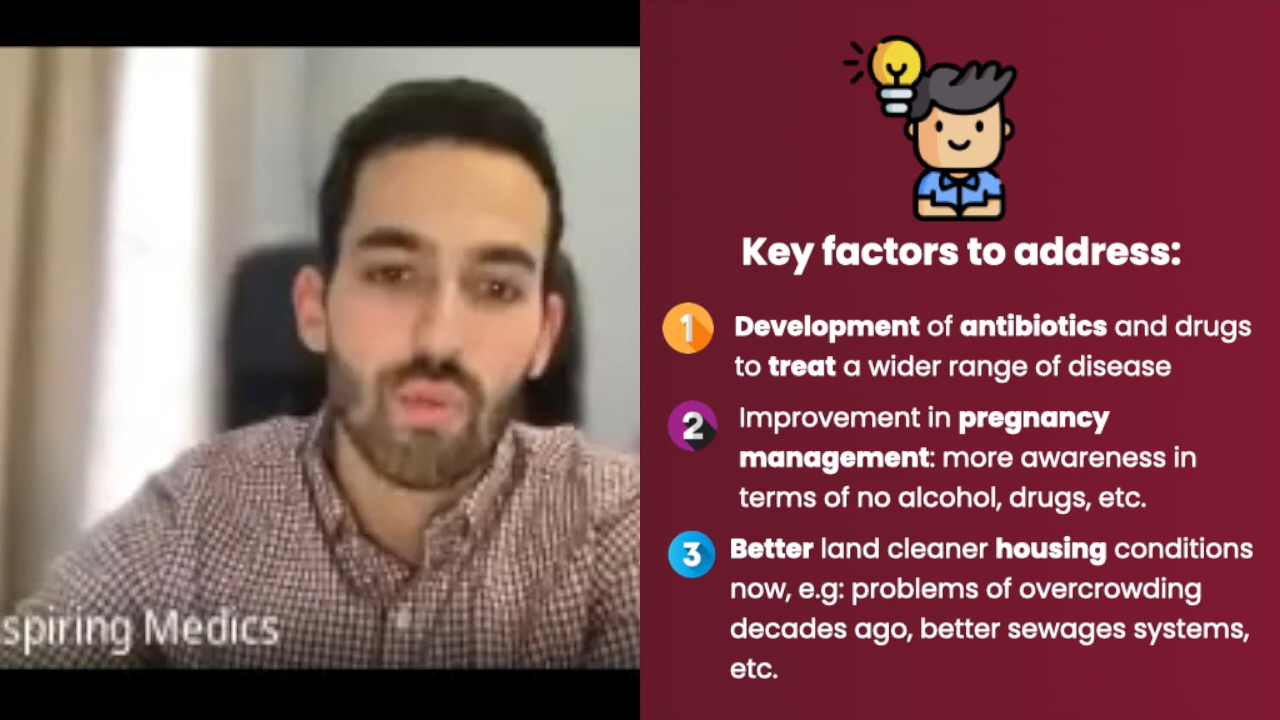 spiring Medics
Key factors to address:
1 Development of antibiotics and drugs
to treat a wider range of disease
2 Improvement in pregnancy
management: more awareness in
terms of no alcohol, drugs, etc.
3 Better land cleaner housing conditions
now, e.g: problems of overcrowding
decades ago, better sewages systems,
etc.